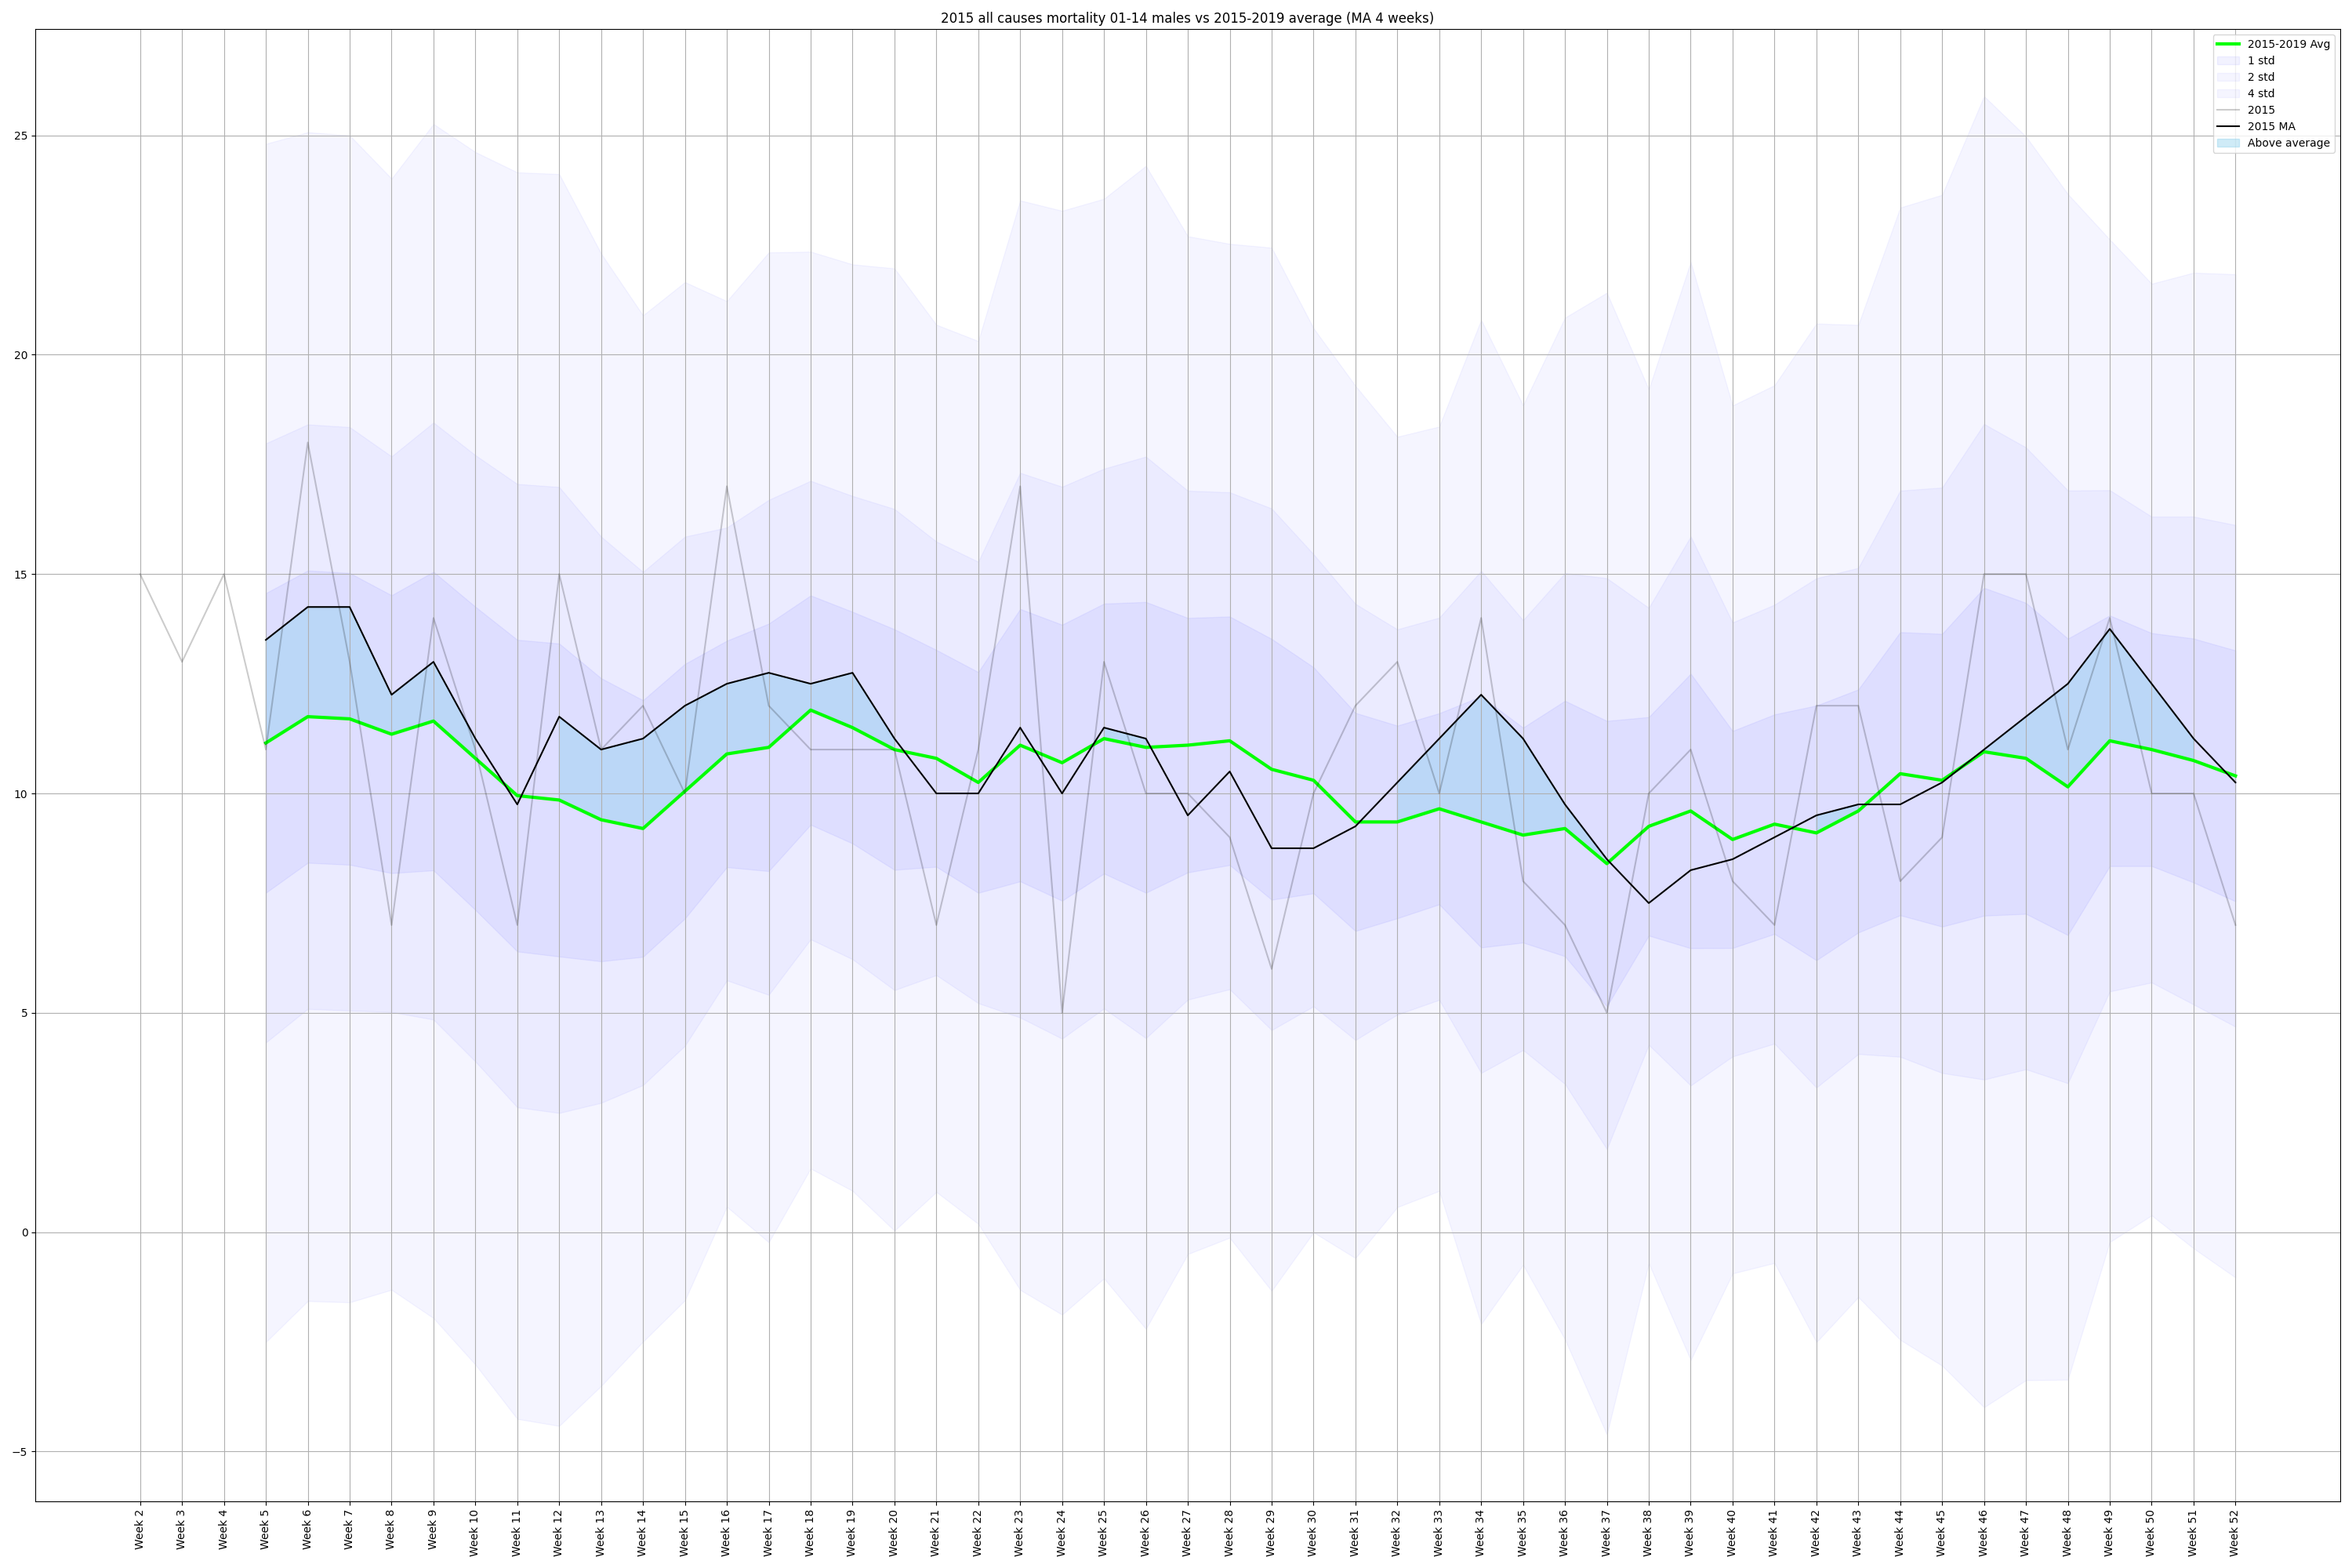 2015 all causes mortality 01-14 males vs 2015-2019 average (MA 4 weeks)
2015-2019 Avg
1 std
2 std
4 std
2015
2015 MA
Above average
25
20
15
10
5
0
−5
Week 2
Week 3
Week 4
Week 5
Week 6
Week 7
Week 8
Week 9
Week 10
Week 11
Week 12
Week 13
Week 14
Week 15
Week 16
Week 17
Week 18
Week 19
Week 20
Week 21
Week 22
Week 23
Week 24
Week 25
Week 26
Week 27
Week 28
Week 29
Week 30
Week 31
Week 32
Week 33
Week 34
Week 35
Week 36
Week 37
Week 38
Week 39
Week 40
Week 41
Week 42
Week 43
Week 44
Week 45
Week 46
Week 47
Week 48
Week 49
Week 50
Week 51
Week 52